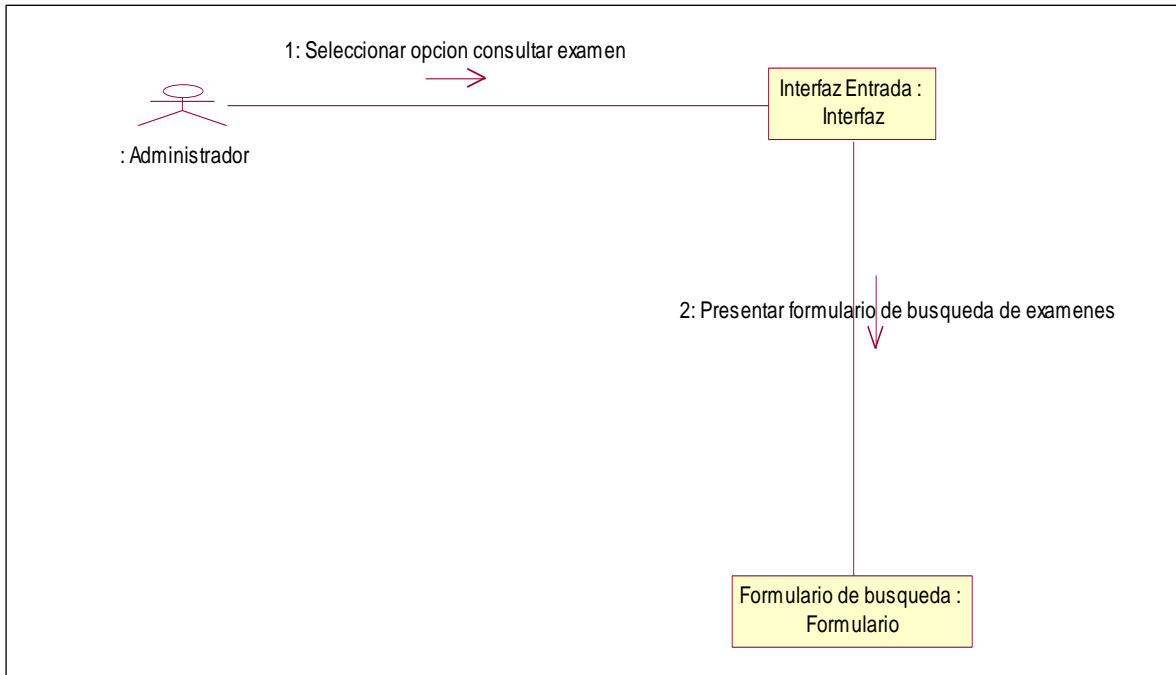 1: Seleccionar opcion consultar examen
Interfaz Entrada :
Interfaz
: Administrador
2: Presentar formulario de busqueda de examenes
Formulario de busqueda :
Formulario